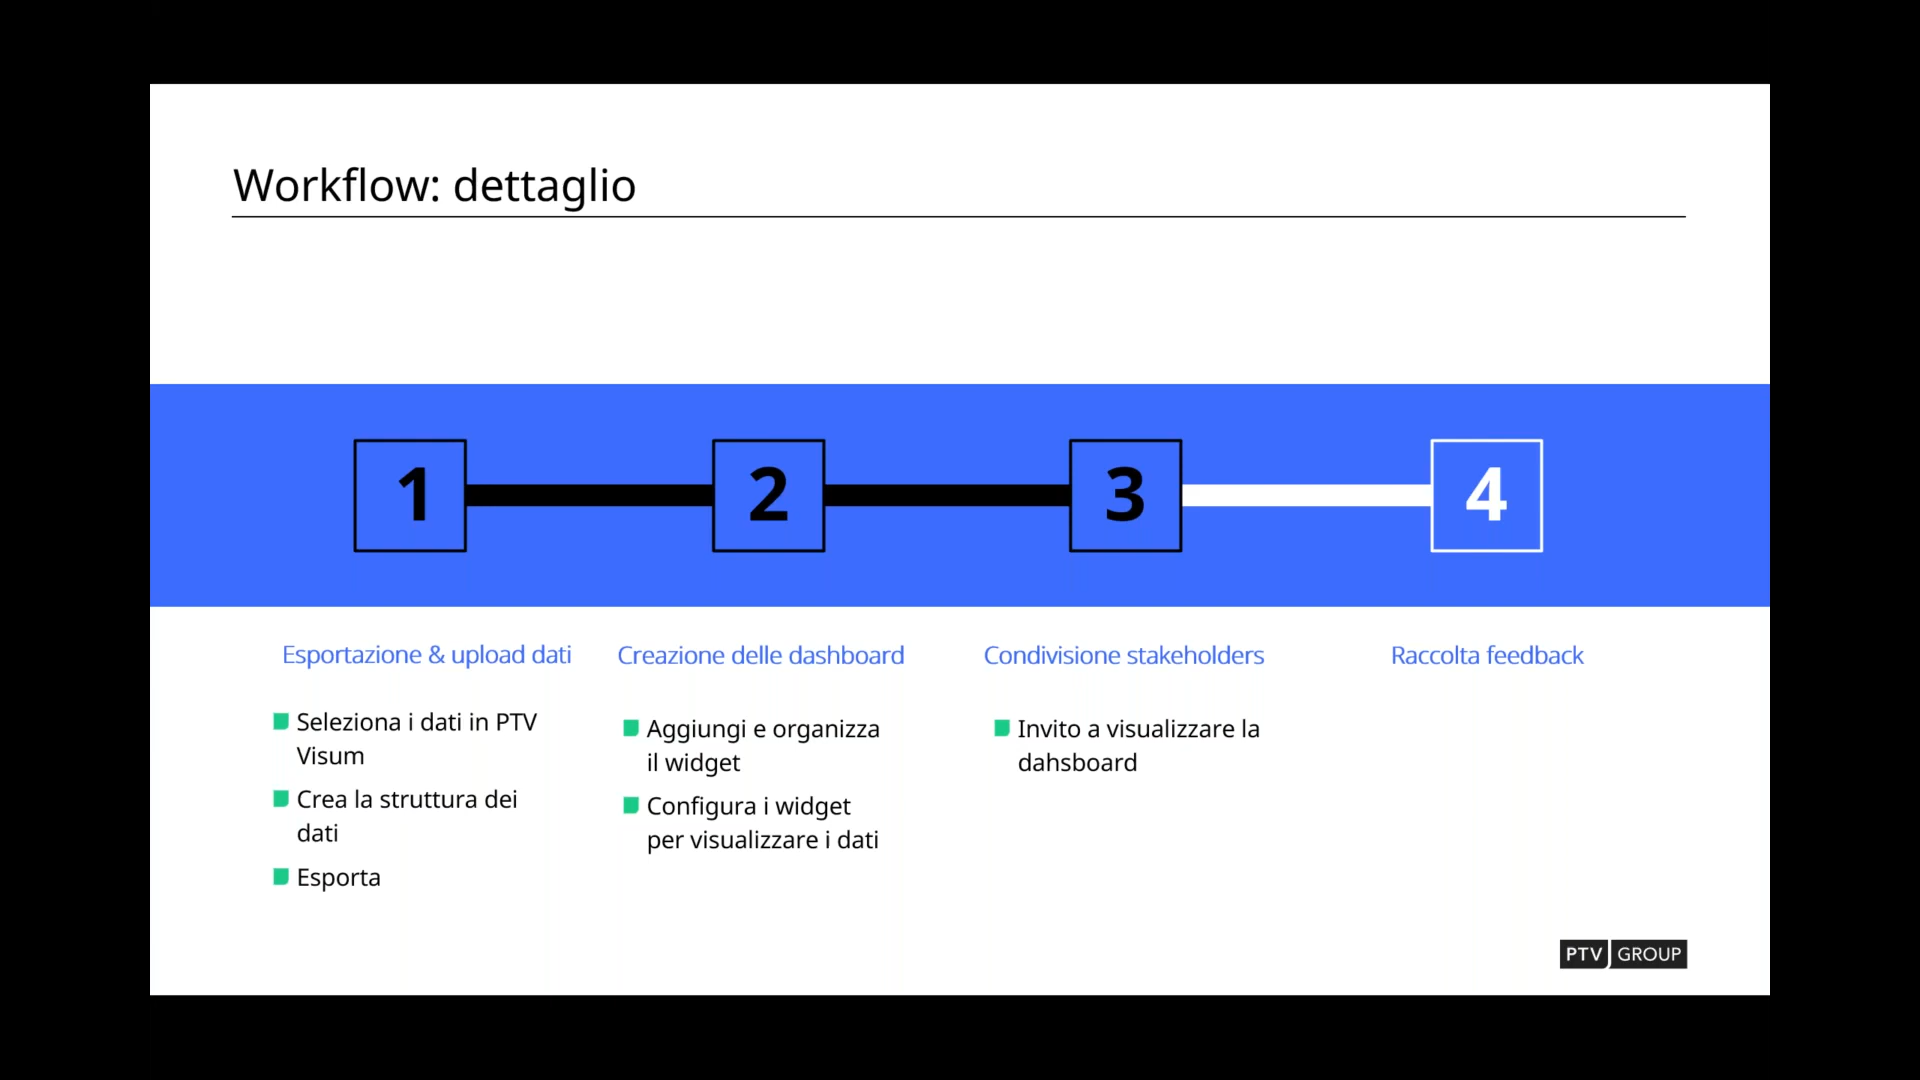 Workflow: dettaglio
1
2
3
4
Esportazione & upload dati
Seleziona i dati in PTV
Visum
Crea la struttura dei
dati
Esporta
Creazione delle dashboard
Aggiungi e organizza
il widget
Configura i widget
per visualizzare i dati
Condivisione stakeholders
Invito a visualizzare la
dahsboard
Raccolta feedback
PTV GROUP